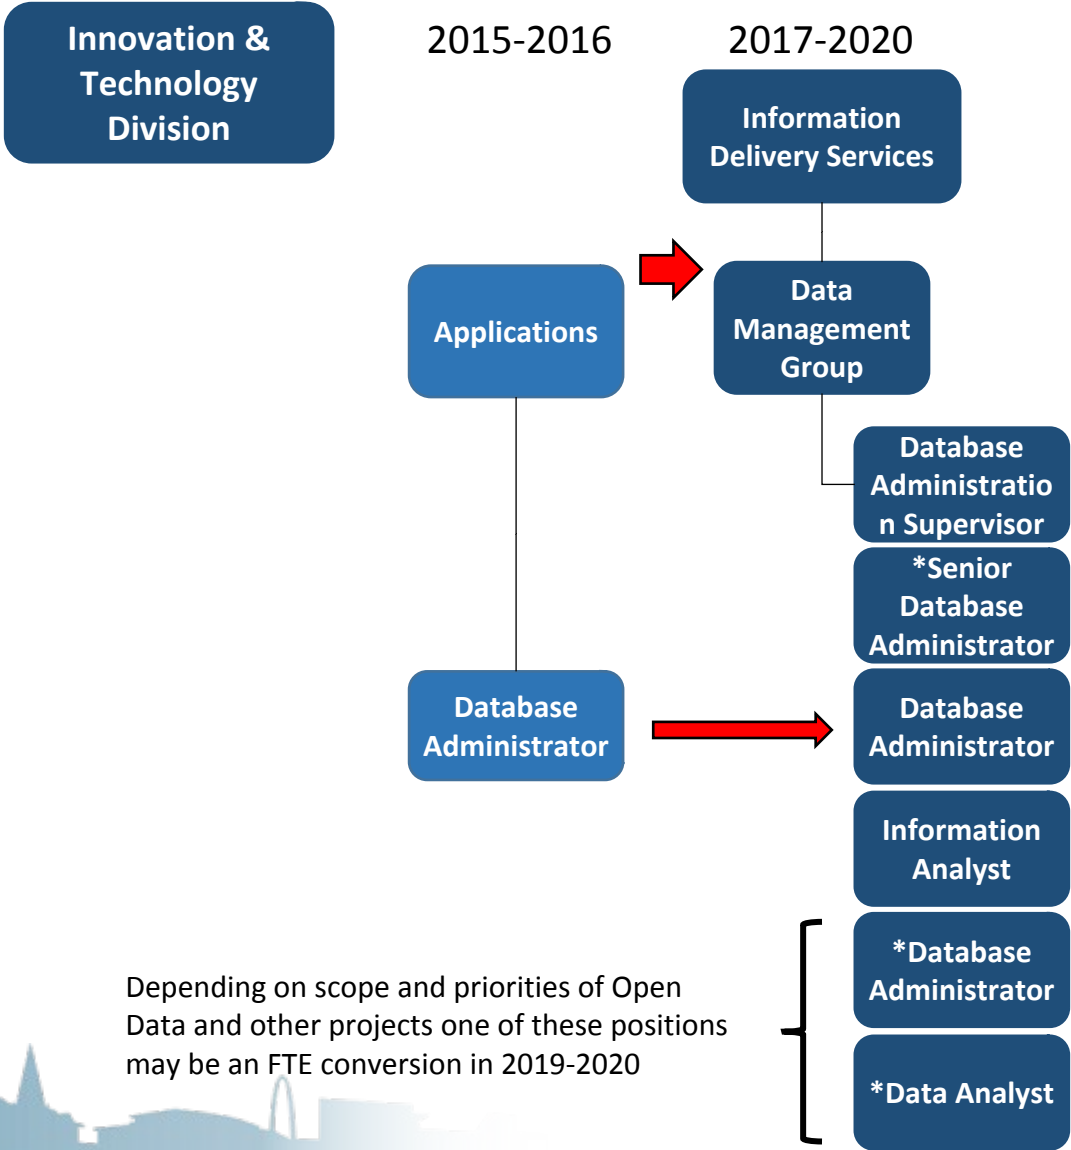 Innovation &
Technology
Division
2015-2016
2017-2020
Information
Delivery Services
Applications
Data
Management
Group
Database
Administratio
n Supervisor
*Senior
Database
Administrator
Database
Administrator
Database
Administrator
Information
Analyst
*Database
Administrator
Depending on scope and priorities of Open
Data and other projects one of these positions
may be an FTE conversion in 2019-2020
*Data Analyst